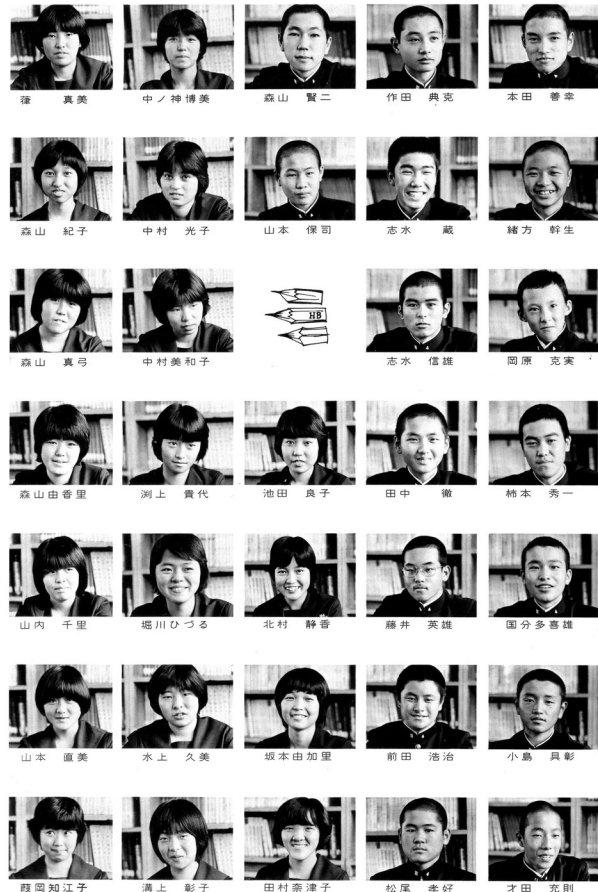 蓬 真美
中ノ神博美
森山 賢二
作田 典克
本田 善幸
森山 紀子
中村 光子
山本 保司
志水 蔵
緒方 幹生
森山 真弓
中村美和子
HB
志水 信雄
岡原 克実
森山由香里
渕上 貴代
池田 良子
田中 徹
柿本 秀一
山内 千里
堀川ひづる
北村 静香
藤井 英雄
国分多喜雄
山本 直美
水上 久美
坂本由加里
前田 浩治
小島 具彰
葭岡知江子
溝上 彰子
田村奈津子
松尾 孝好
才田 充則